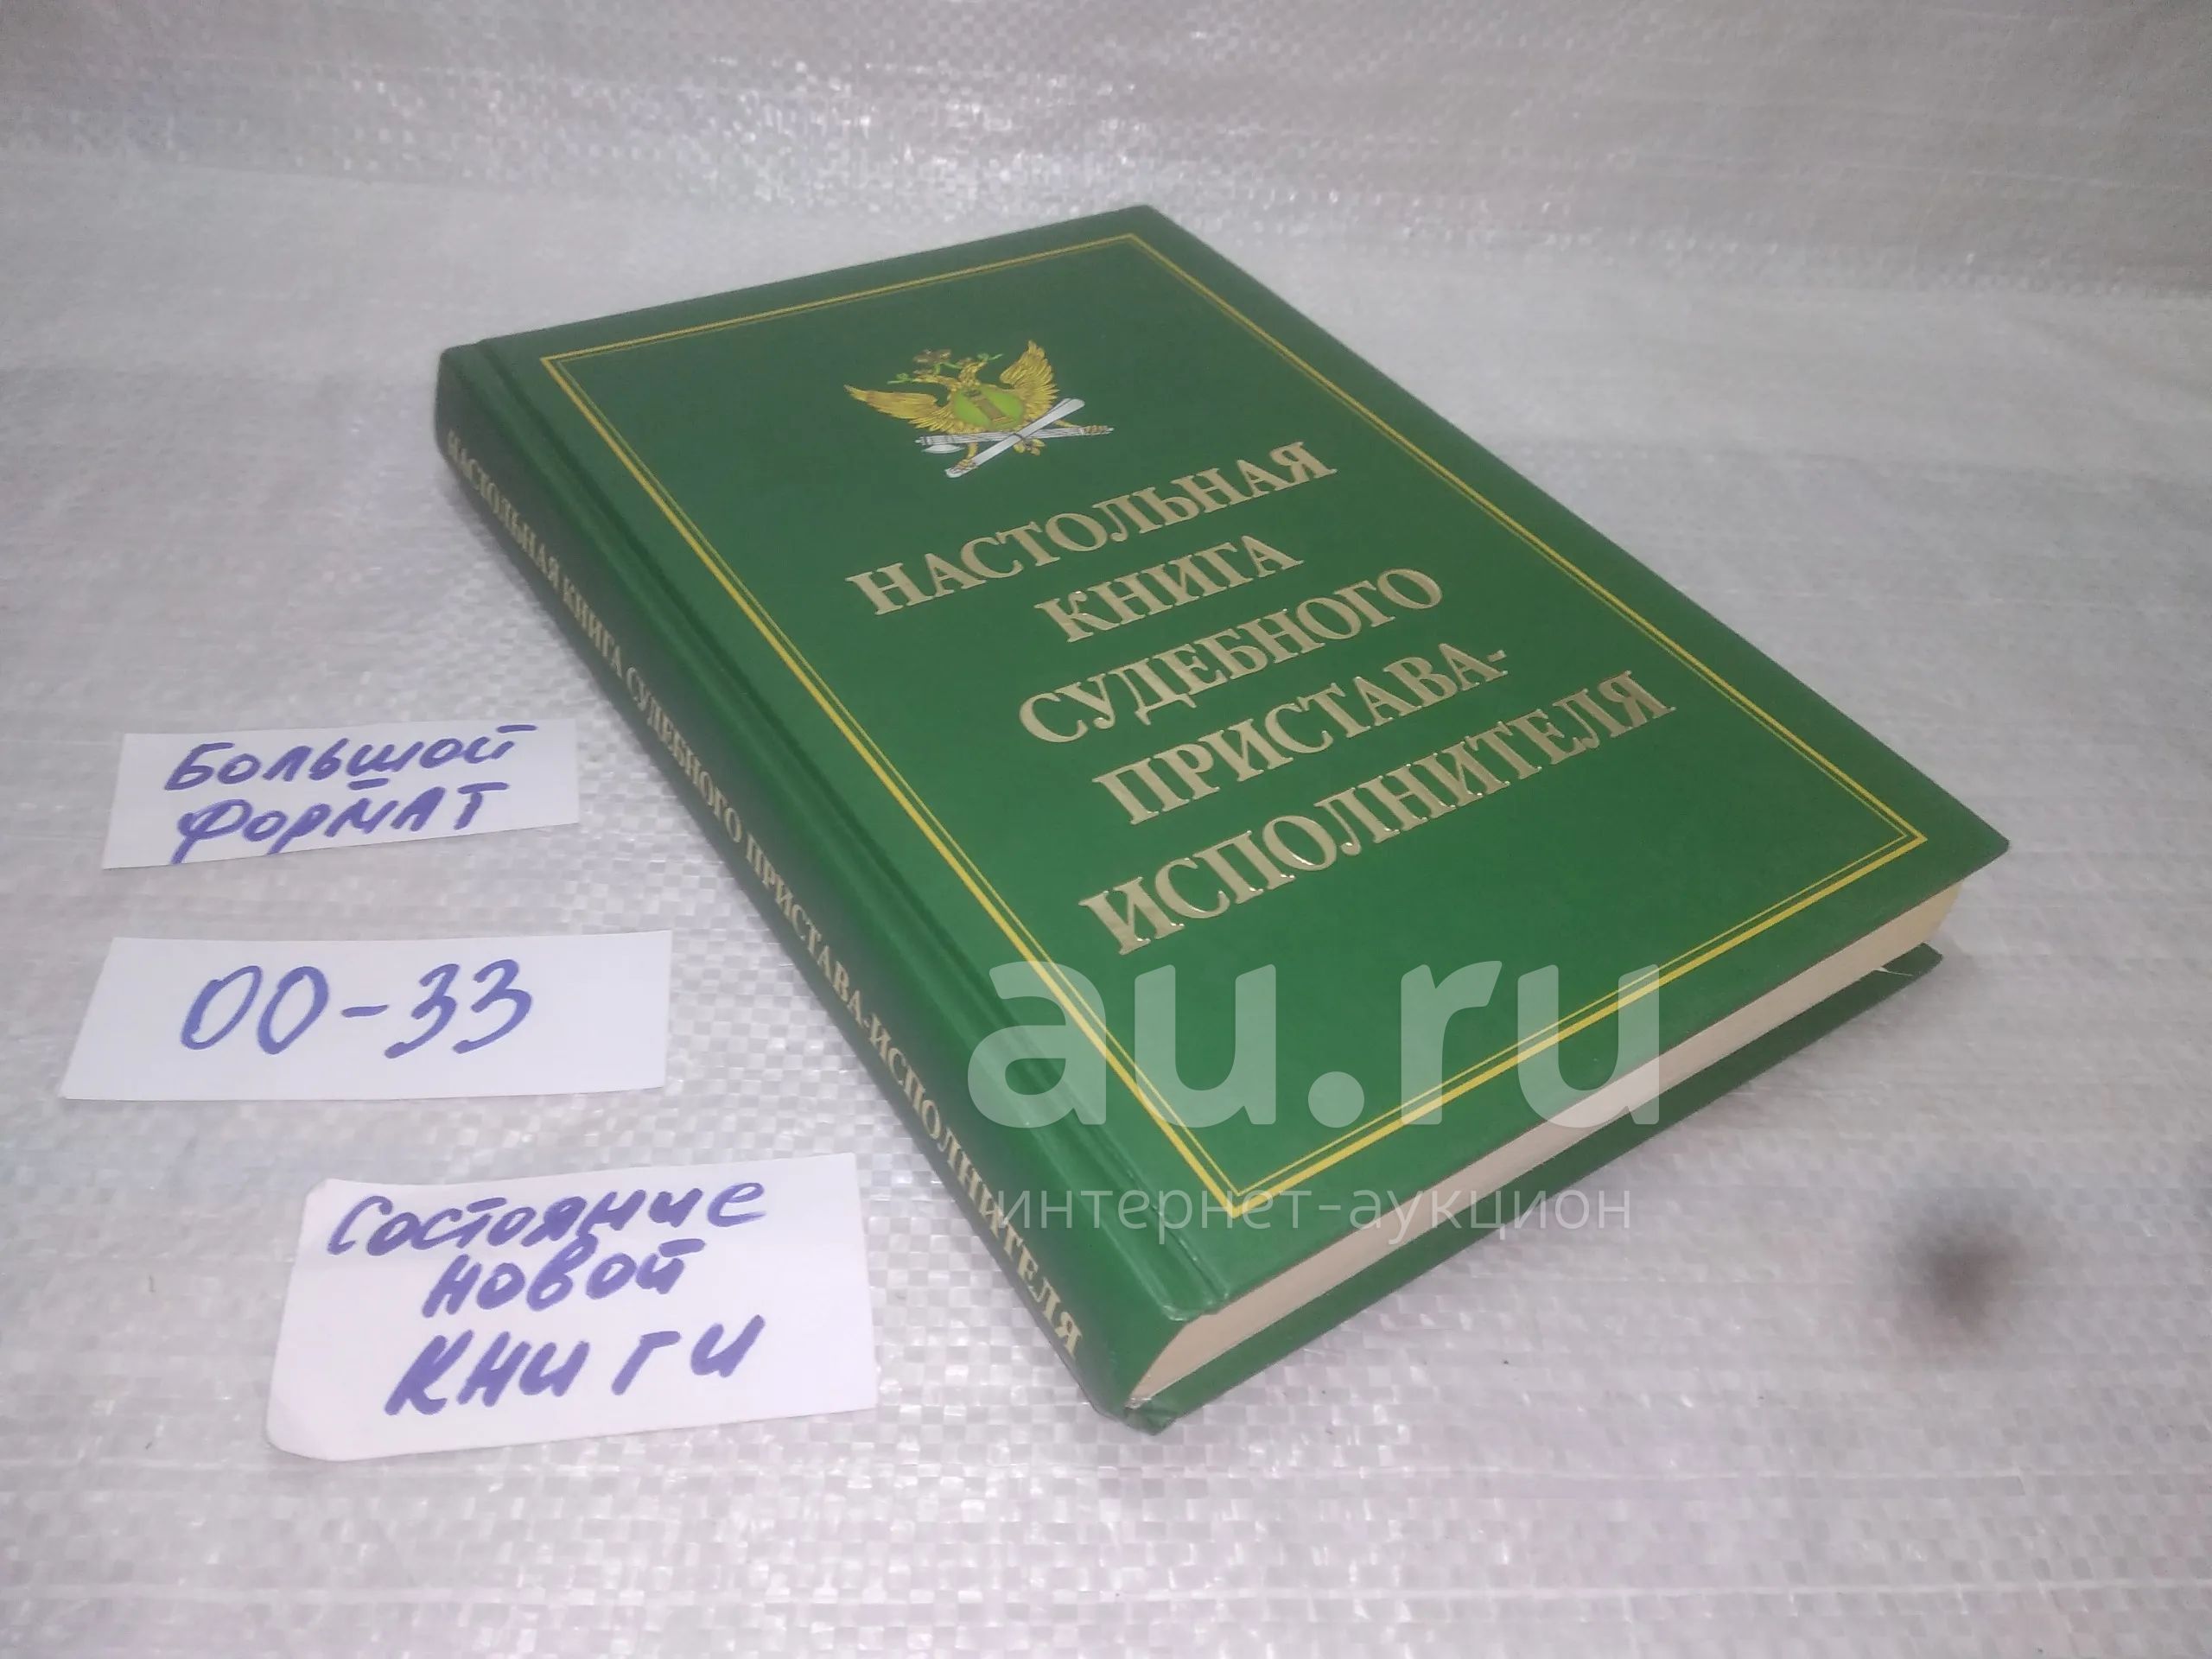 НАСТОЛЬНАЯ
КНИГА
СУДЕБНОГО
ПРИСТАВА-
ИСПОЛНИТЕЛЯ
НАСТОЛЬНАЯ КНИГА СУДЕБНОГО ПРИСТАВА-ИСПОЛНИТЕЛЯ
Большой
формат
00-33
Состояние
новой
Книги
au.ru
интернет-аукцион